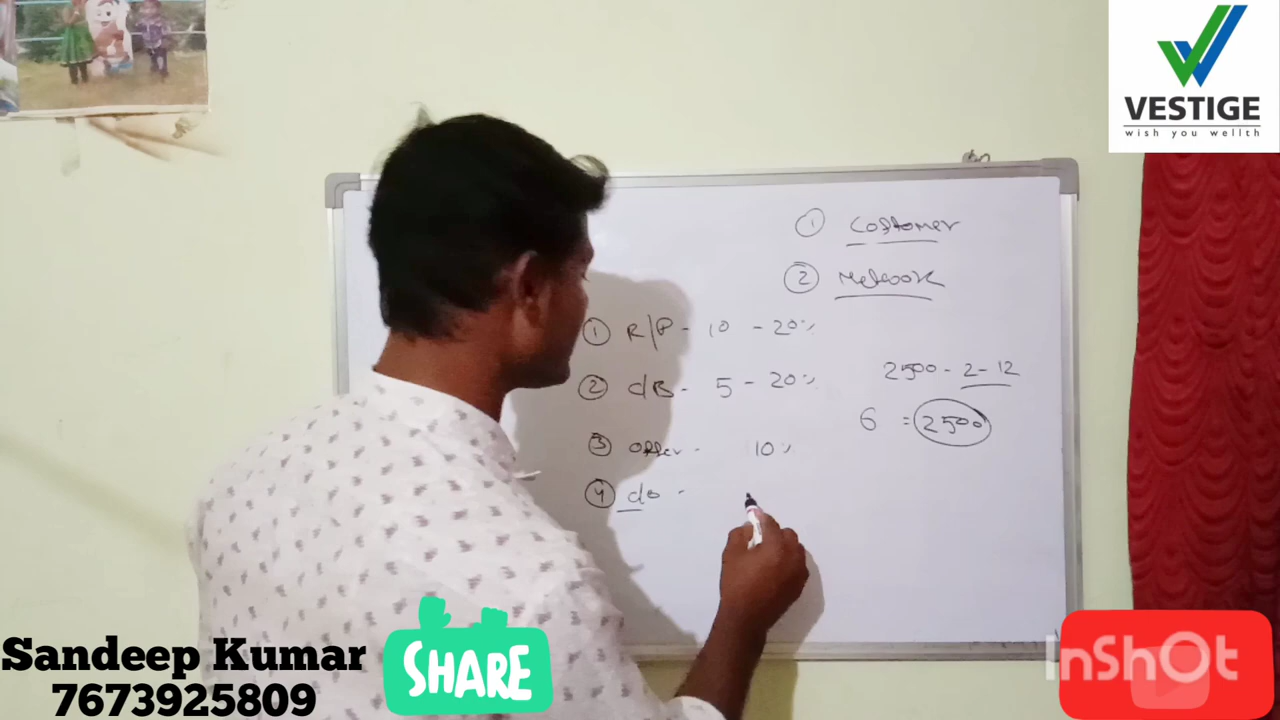 VESTIGE
wish you wellth
① Costomer
② Network
① R/P - 10 - 20%
② dB - 5 - 20%
2500 - 2 - 12
6 = 2500
③ offer - 10%
④ do -
Sandeep Kumar
7673925809
SHARE
InShOt